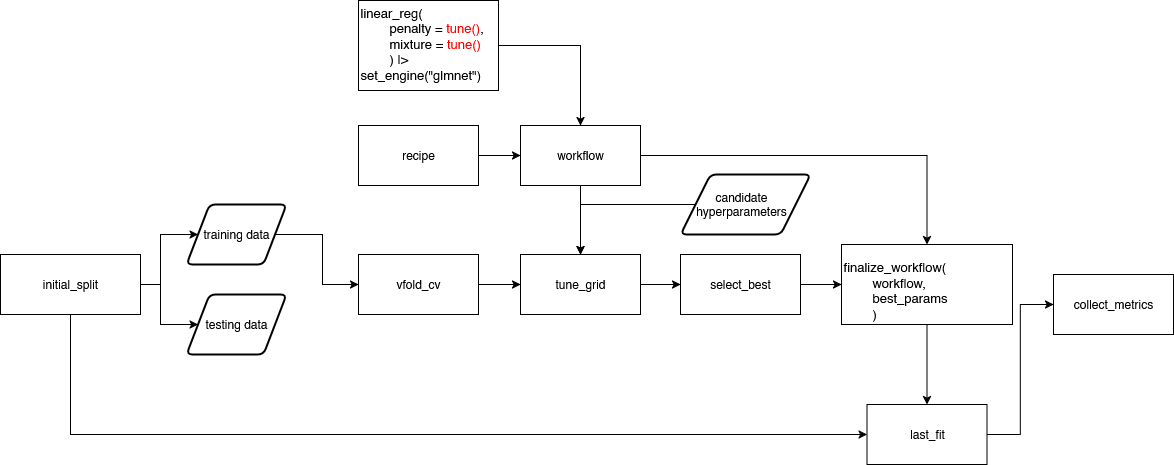 linear_reg(
penalty = tune(),
mixture = tune()
) |>
set_engine("glmnet")
recipe
workflow
candidate
hyperparameters
training data
initial_split
vfold_cv
tune_grid
select_best
finalize_workflow(
workflow,
best_params
)
collect_metrics
testing data
last_fit